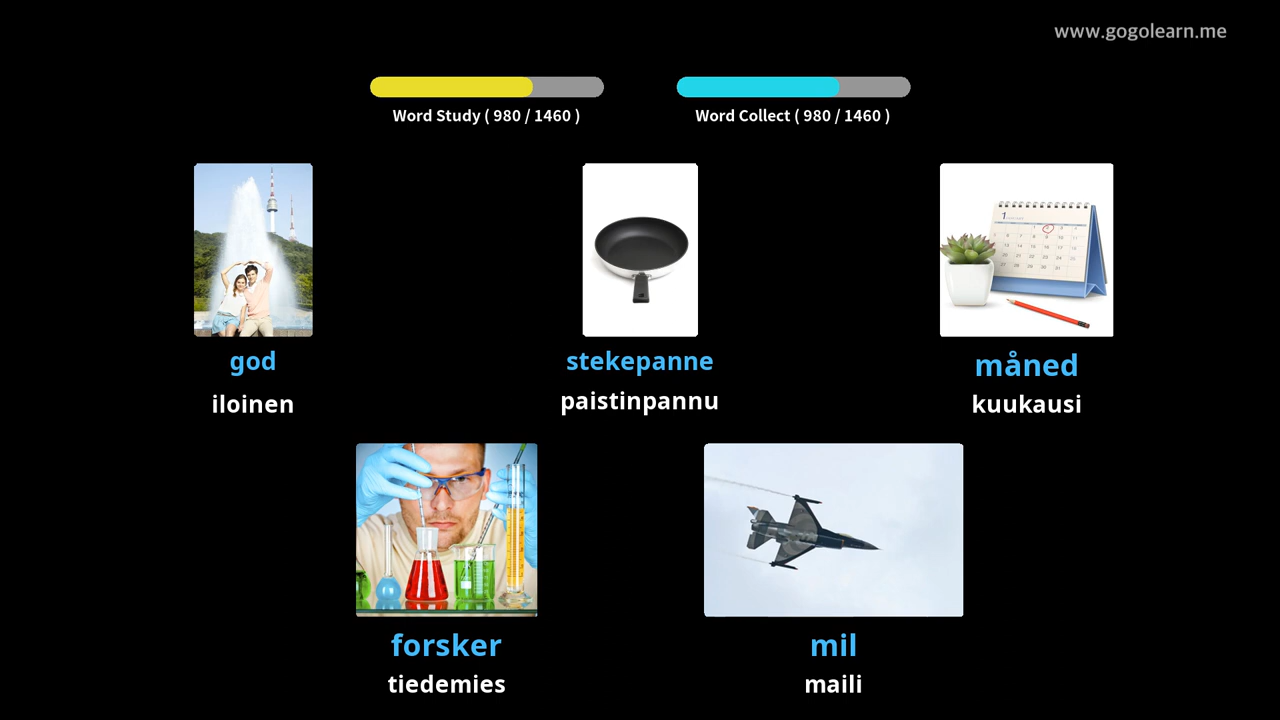 www.gogolearn.me
Word Study ( 980 / 1460 )
Word Collect ( 980 / 1460 )
god
iloinen
stekepanne
paistinpannu
måned
kuukausi
forsker
tiedemies
mil
maili